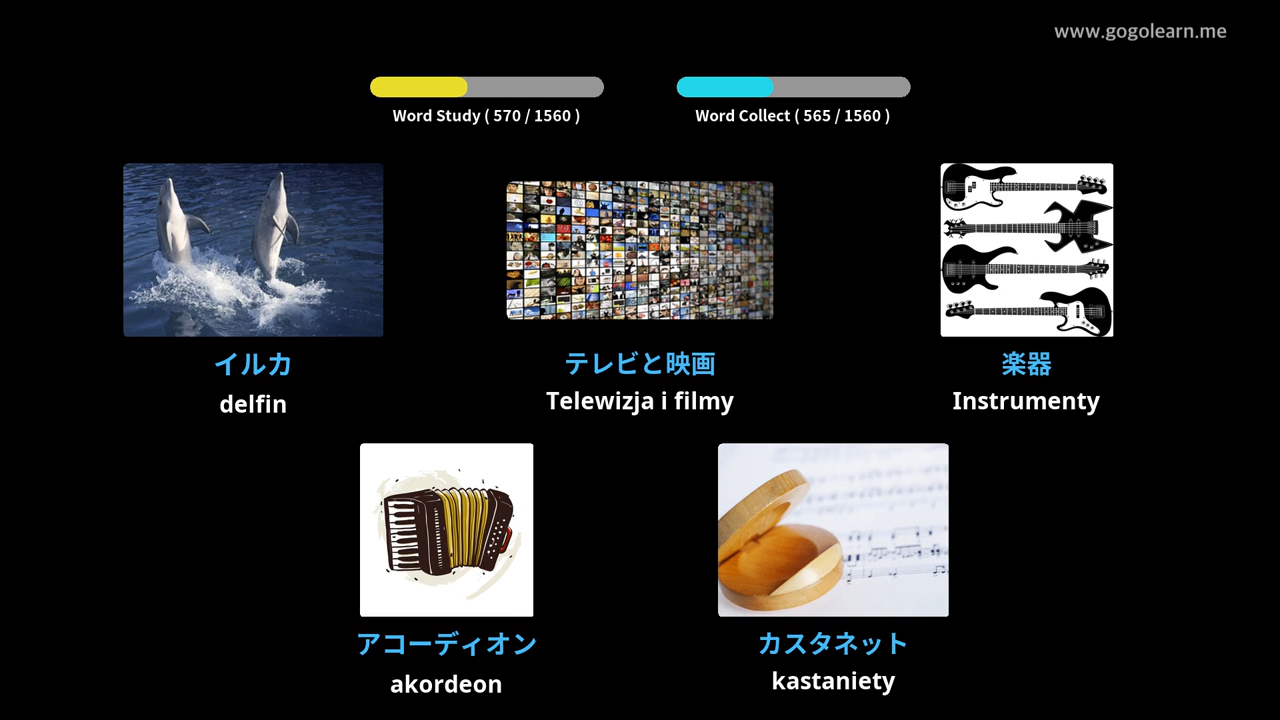 www.gogolearn.me
Word Study ( 570 / 1560 )
Word Collect ( 565 / 1560 )
イルカ
delfin
テレビと映画
Telewizja i filmy
楽器
Instrumenty
アコーディオン
akordeon
カスタネット
kastaniety